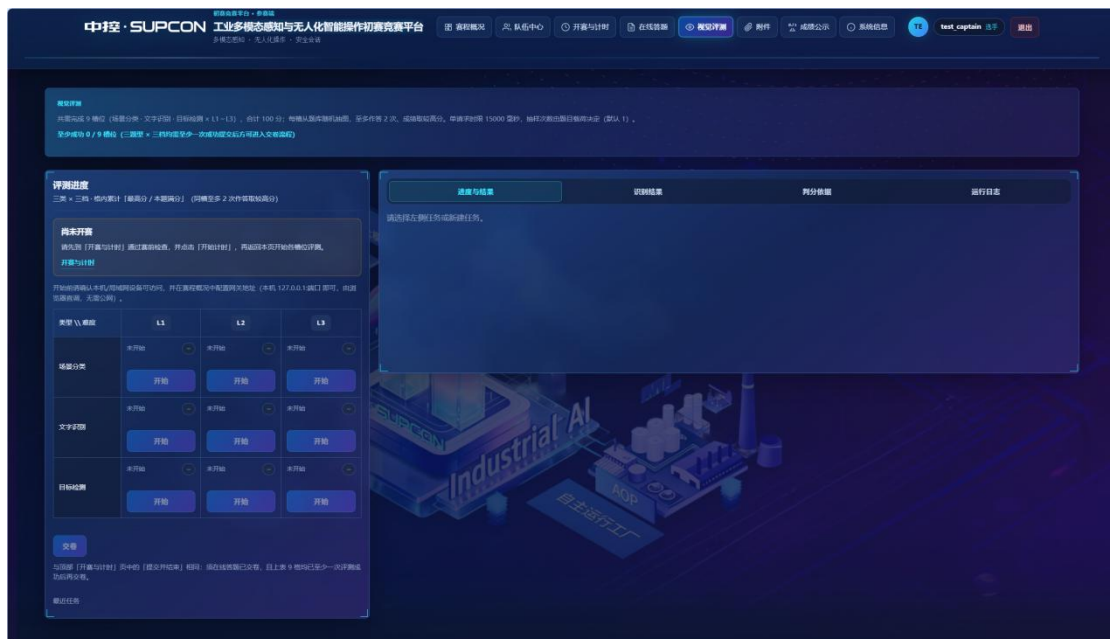 中控·SUPCON
初赛竞赛平台 · 参赛端
工业多模态感知与无人化智能操作初赛竞赛平台
多模态感知 · 无人化操作 · 安全合规
赛程概况
队伍中心
开赛与计时
在线答题
视觉评测
附件
成绩公示
系统信息
TE
test_captain 选手
退出
视觉评测
共需完成 9 槽位（场景分类 · 文字识别 · 目标检测 × L1 ~ L3），合计 100 分；每槽从题库随机抽题，至多作答 2 次，成绩取较高分。单请求时限 15000 毫秒，抽样次数由题目包
至少成功 0 / 9 槽位（三题型 × 三档均需至少一次成功提交后方可进入交卷流程）
评测进度
三类 × 三档 · 格内累计「最高分 / 本题满分」（同槽至多 2 次作答取较高分）
尚未开赛
请先到「开赛与计时」通过赛前检查，并点击「开始计时」，再返回本页开始各槽位评测。
开赛与计时
开始前请确认本机/局域网设备可访问，并在赛程概况中配置网关地址（本机 127.0.0.1:端口 即可，由浏
览器直调，无需公网）。
类型 \\ 难度
L1
L2
L3
场景分类
未开始
未开始
未开始
开始
开始
开始
文字识别
未开始
未开始
未开始
开始
开始
开始
目标检测
未开始
未开始
未开始
开始
开始
开始
交卷
与顶部「开赛与计时」页中的「提交并结束」相同：须在线答题已交卷，且上表 9 格均已至少一次评测成
功后再交卷。
最近任务
进度与结果
识别结果
判分依据
运行日志
请选择左侧任务或新建任务。
SUPCON
Industrial AI
AOP
自主运行工厂